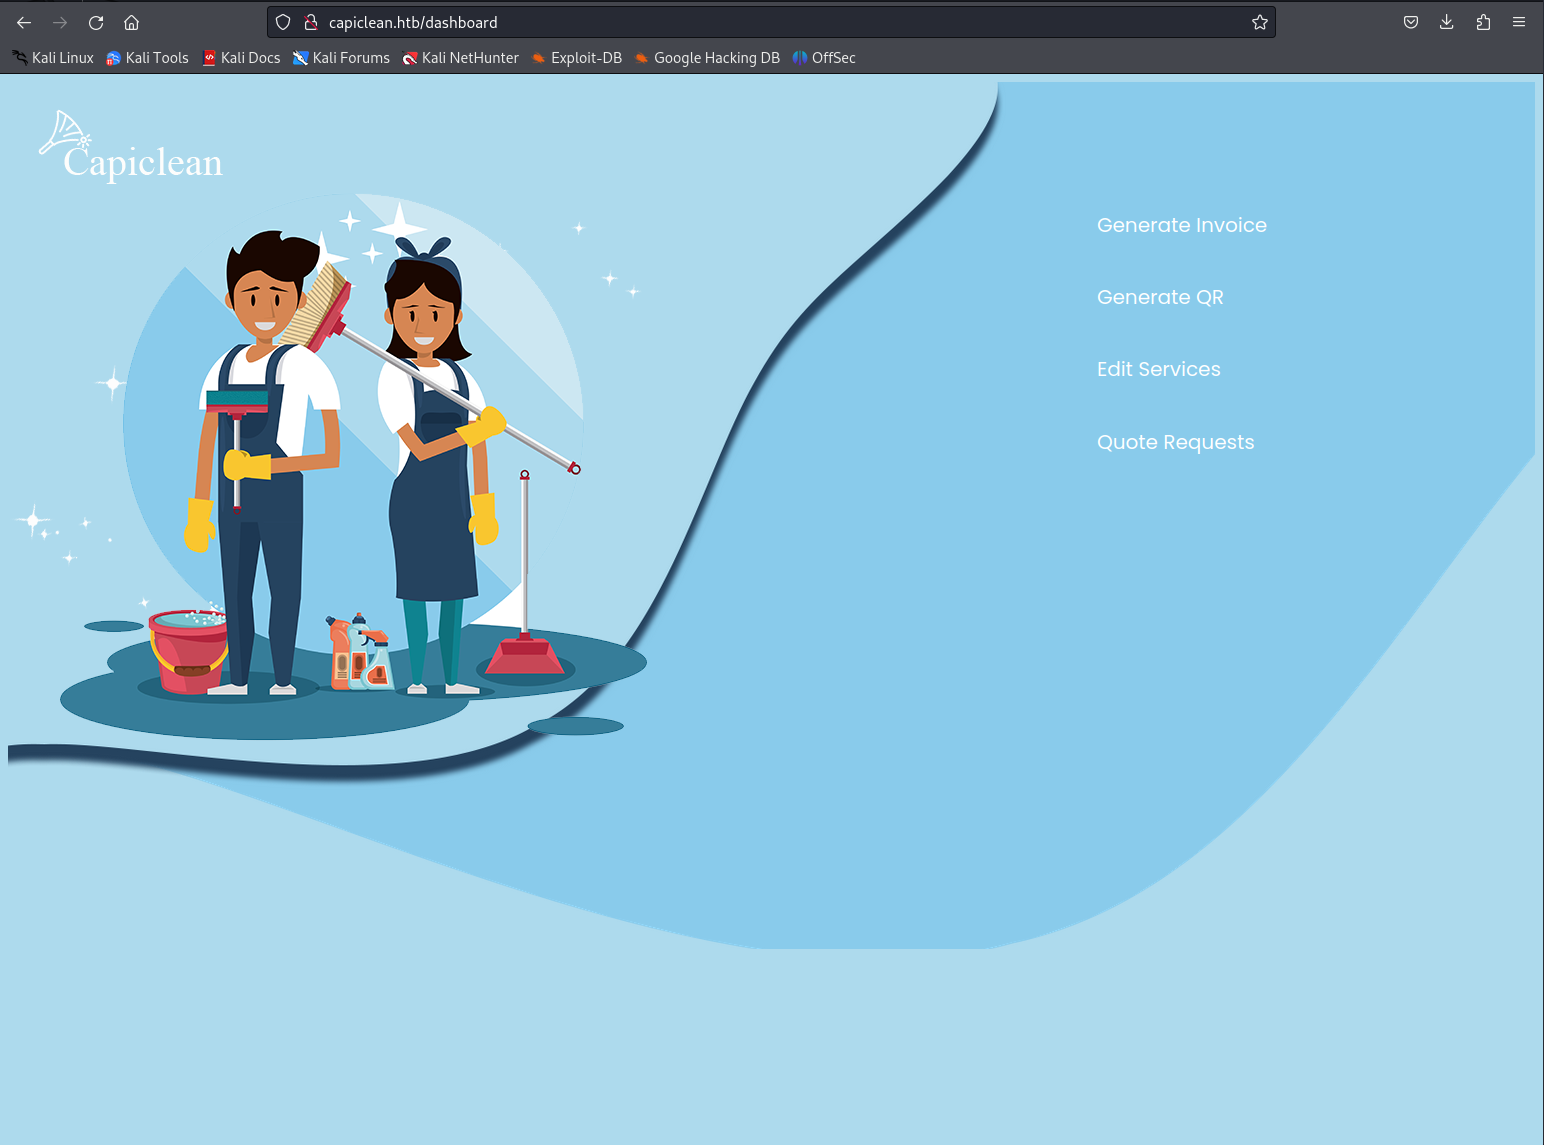 capiclean.htb/dashboard
Kali Linux Kali Tools Kali Docs Kali Forums Kali NetHunter Exploit-DB Google Hacking DB OffSec
Capiclean
Generate Invoice
Generate QR
Edit Services
Quote Requests